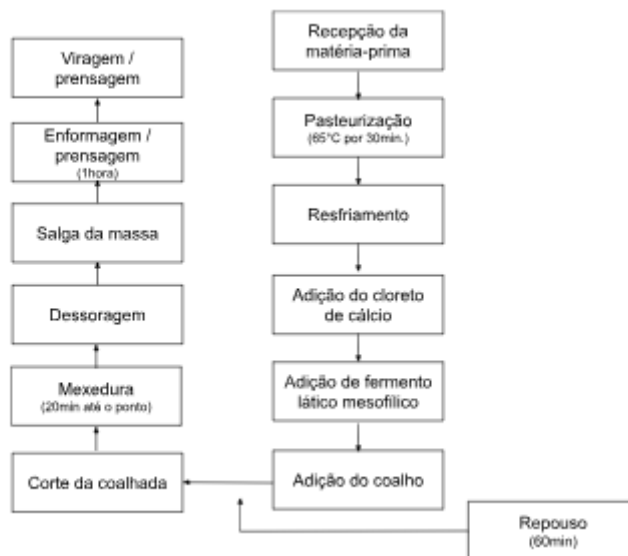 Recepção da
matéria-prima
Pasteurização
(65°C por 30min.)
Resfriamento
Adição do cloreto
de cálcio
Adição de fermento
lático mesofílico
Adição do coalho
Repouso
(60min)
Corte da coalhada
Mexedura
(20min até o ponto)
Dessoragem
Salga da massa
Enformagem /
prensagem
(1hora)
Viragem /
prensagem